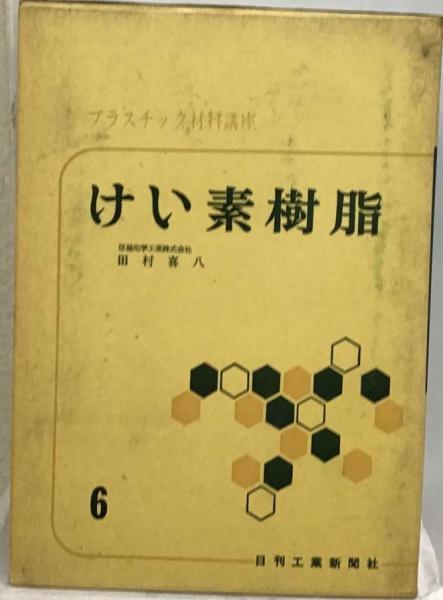 プラスチック材料講座
けい素樹脂
信越化学工業株式会社
田村喜八
6
日刊工業新聞社